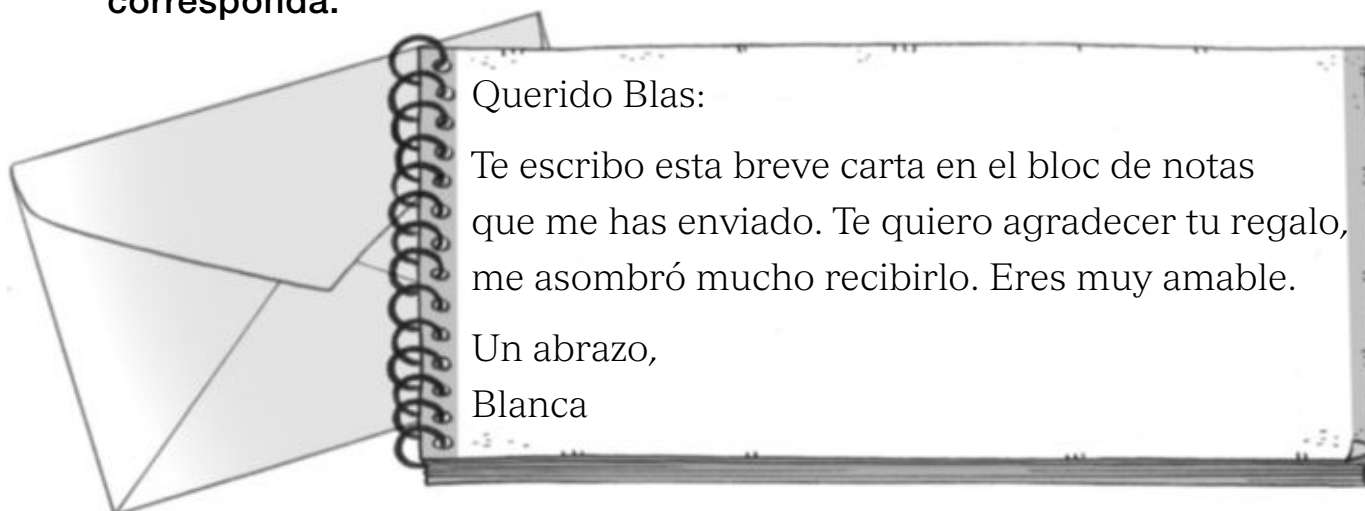 corresponda.
Querido Blas:
Te escribo esta breve carta en el bloc de notas
que me has enviado. Te quiero agradecer tu regalo,
me asombró mucho recibirlo. Eres muy amable.
Un abrazo,
Blanca